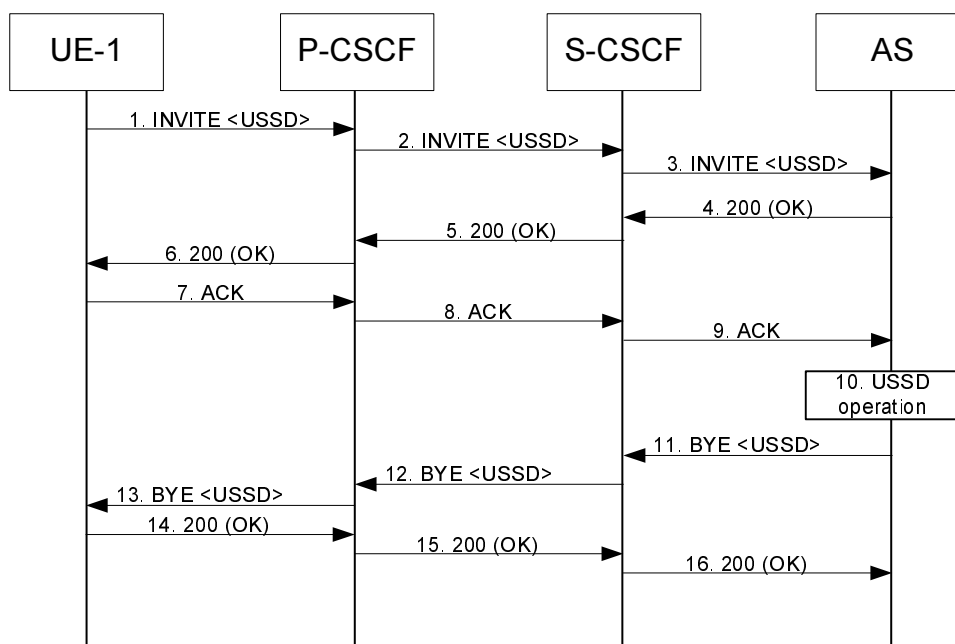 UE-1
P-CSCF
S-CSCF
AS
1. INVITE <USSD>
2. INVITE <USSD>
3. INVITE <USSD>
4. 200 (OK)
5. 200 (OK)
6. 200 (OK)
7. ACK
8. ACK
9. ACK
10. USSD
operation
11. BYE <USSD>
12. BYE <USSD>
13. BYE <USSD>
14. 200 (OK)
15. 200 (OK)
16. 200 (OK)